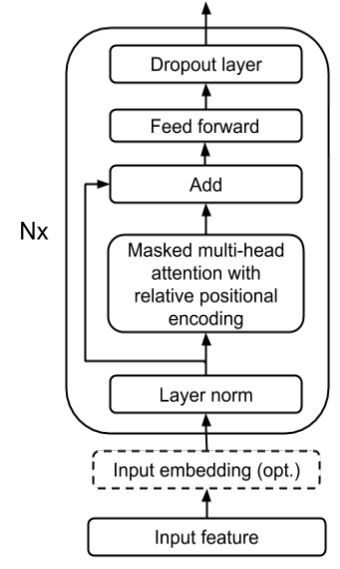 Dropout layer
Feed forward
Add
Nx
Masked multi-head
attention with
relative positional
encoding
Layer norm
Input embedding (opt.)
Input feature